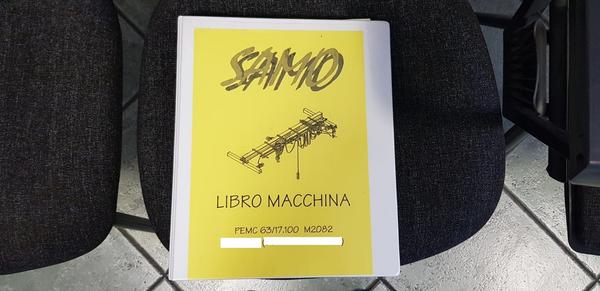 SAMO
LIBRO MACCHINA
PEMC 63/17,100 M2082